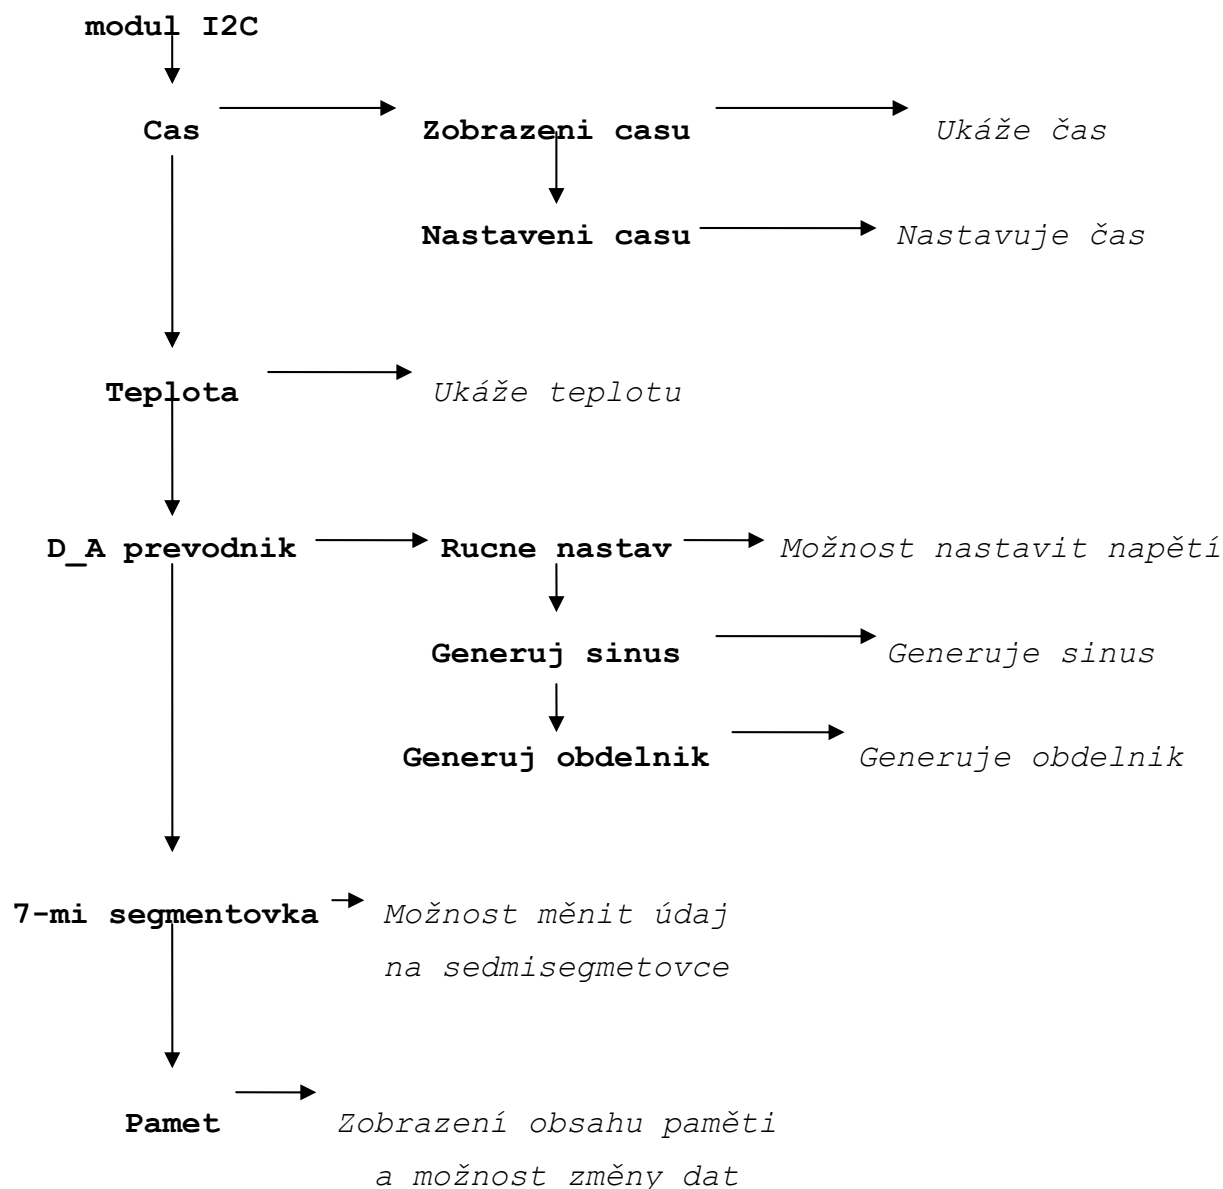 modul I2C
Cas
Zobrazeni casu
Ukáže čas
Nastaveni casu
Nastavuje čas
Teplota
Ukáže teplotu
D_A prevodnik
Rucne nastav
Možnost nastavit napětí
Generuj sinus
Generuje sinus
Generuj obdelnik
Generuje obdelnik
7-mi segmentovka
Možnost měnit údaj
na sedmisegmetovce
Pamet
Zobrazení obsahu paměti
a možnost změny dat